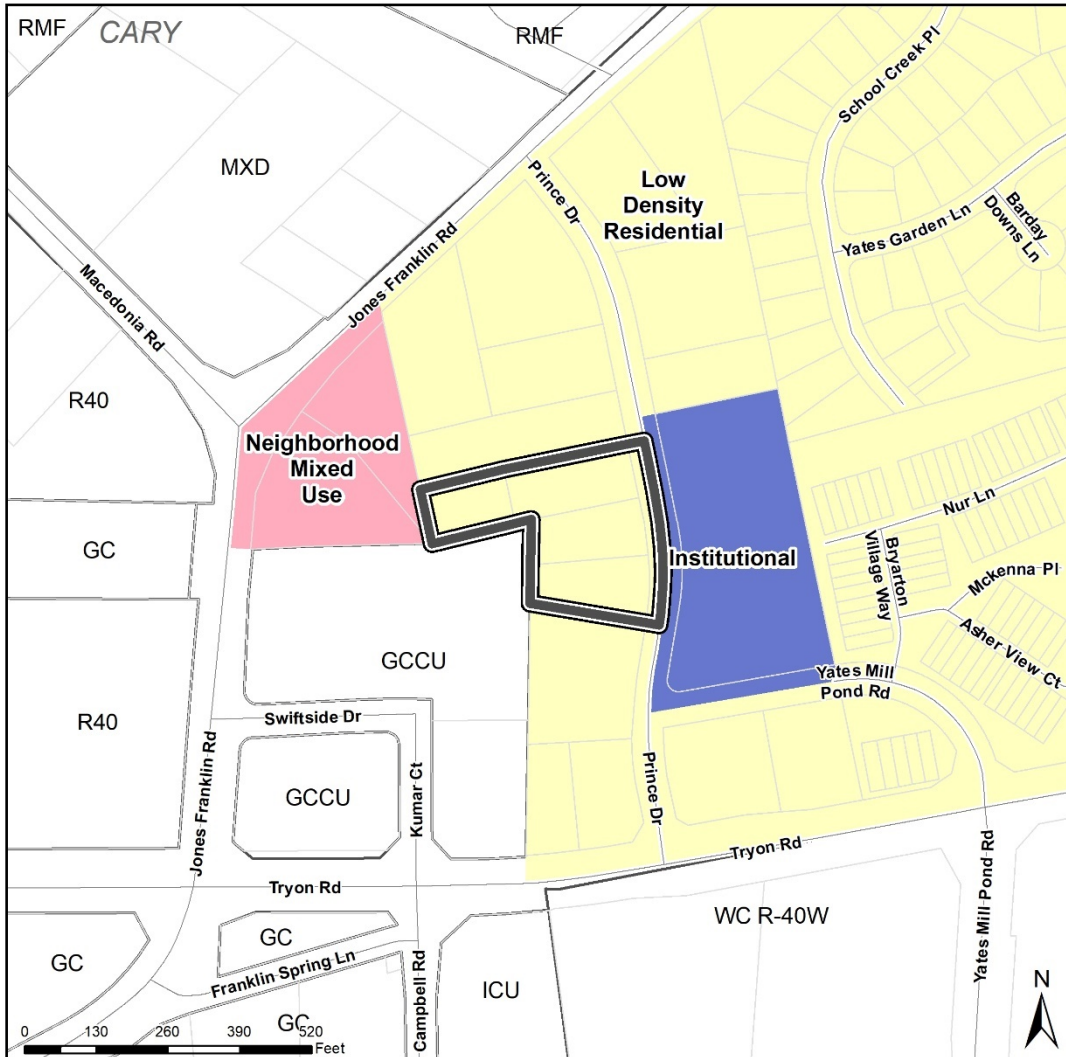 RMF
CARY
RMF
School Creek Pl
MXD
Prince Dr
Low
Density
Residential
Barday
Downs Ln
Yates Garden Ln
Macedonia Rd
Jones Franklin Rd
R40
Neighborhood
Mixed
Use
Nur Ln
GC
Institutional
Bryarton
Village Way
Mckenna Pl
Asher View Ct
GCCU
Yates Mill
Pond Rd
R40
Swiftside Dr
GCCU
Kumar Ct
Jones Franklin Rd
Prince Dr
Tryon Rd
Tryon Rd
WC R-40W
Yates Mill Pond Rd
GC
GC
Franklin Spring Ln
Campbell Rd
ICU
GC
N
0 130 260 390 520
Feet